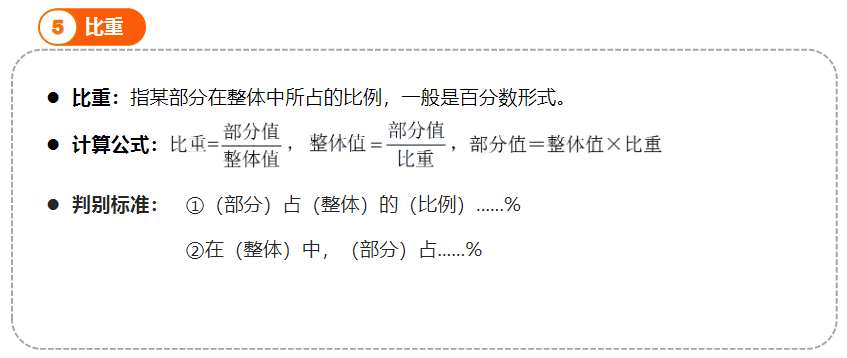 5 比重
● 比重：指某部分在整体中所占的比例，一般是百分数形式。
● 计算公式：比重=部分值/整体值，整体值=部分值/比重，部分值＝整体值×比重
● 判别标准： ①（部分）占（整体）的（比例）……%
②在（整体）中，（部分）占……%